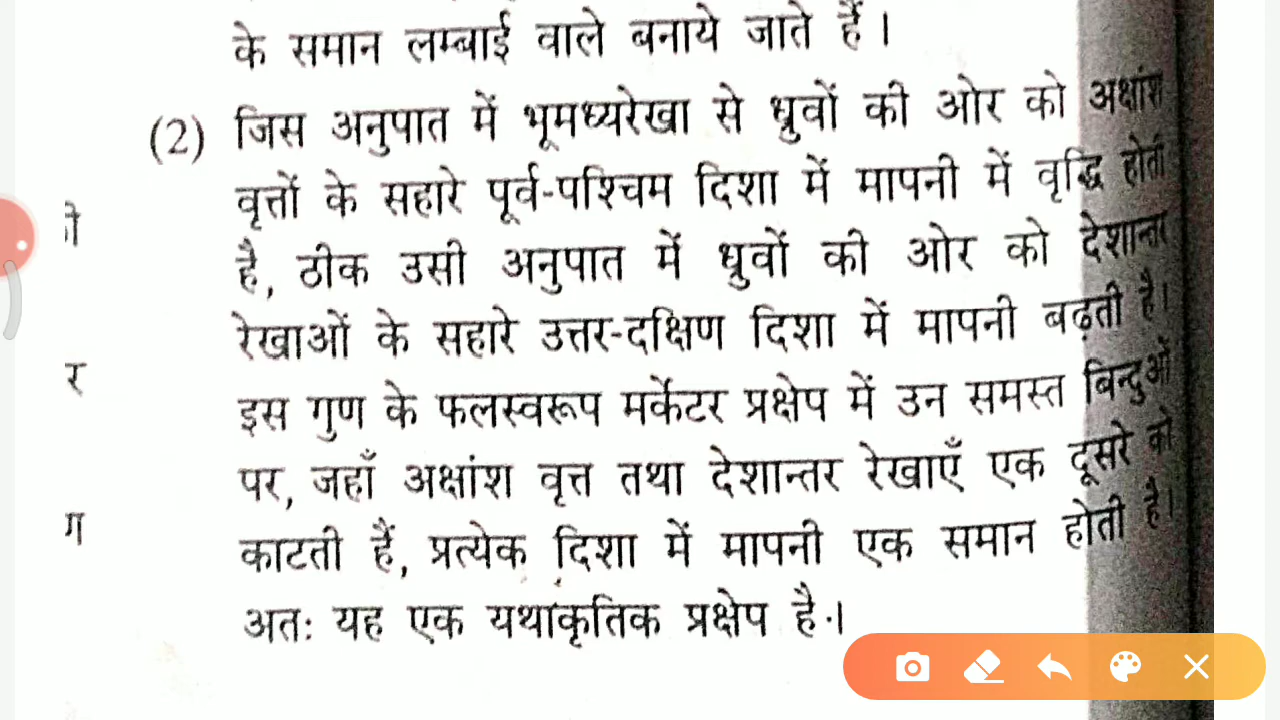 के समान लम्बाई वाले बनाये जाते हैं।
(2) जिस अनुपात में भूमध्यरेखा से ध्रुवों की ओर को अक्षांश
वृत्तों के सहारे पूर्व-पश्चिम दिशा में मापनी में वृद्धि होती
है, ठीक उसी अनुपात में ध्रुवों की ओर को देशान्तर
रेखाओं के सहारे उत्तर-दक्षिण दिशा में मापनी बढ़ती है।
इस गुण के फलस्वरूप मर्केटर प्रक्षेप में उन समस्त बिन्दुओं
पर, जहाँ अक्षांश वृत्त तथा देशान्तर रेखाएँ एक दूसरे को
काटती हैं, प्रत्येक दिशा में मापनी एक समान होती है।
अतः यह एक यथाकृतिक प्रक्षेप है।
र
ग